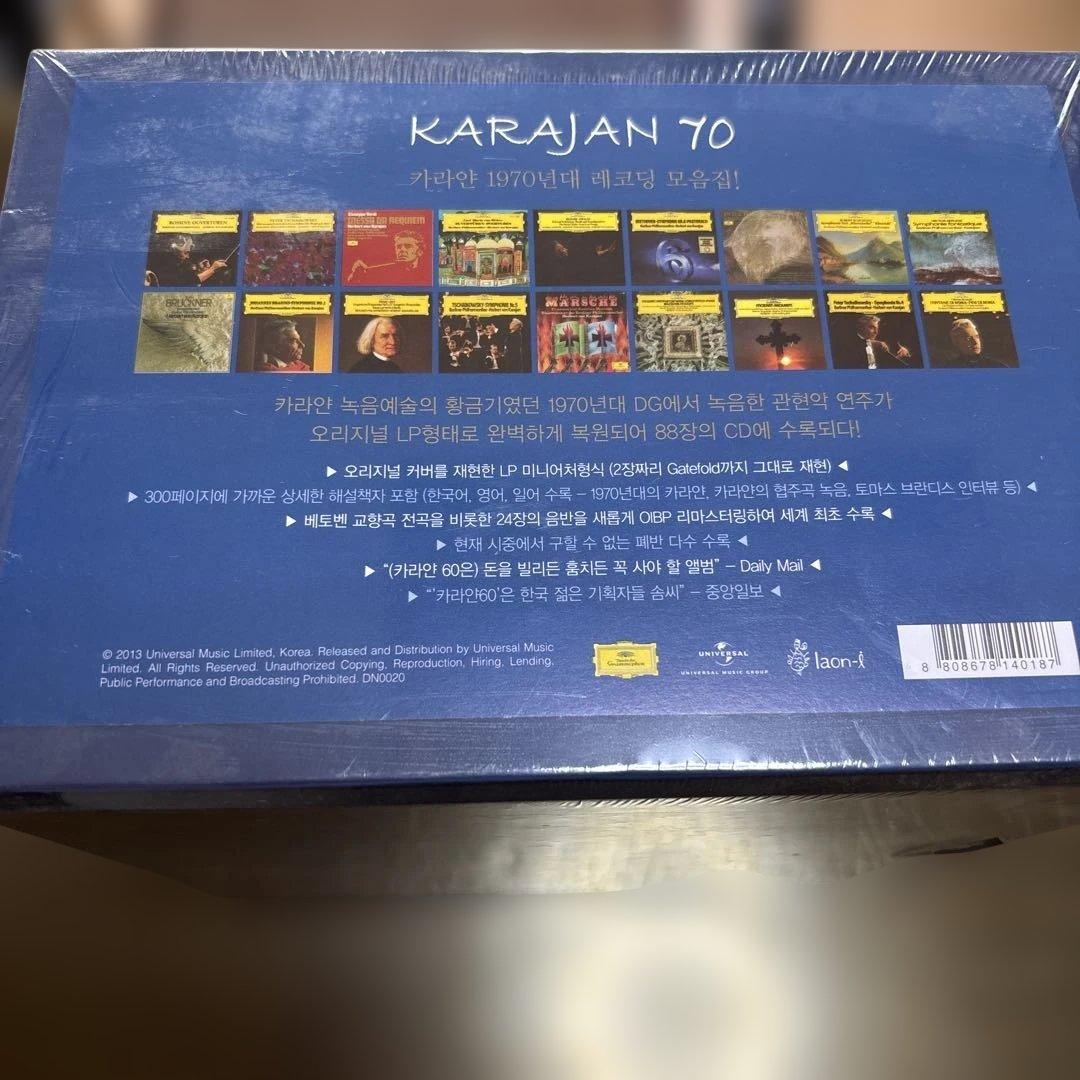 KARAJAN 70
카라얀 1970년대 레코딩 모음집!
ROSSINI·OUVERTUREN
MESSA DA REQUIEM
BRUCKNER
MÄRSCHE
카라얀 녹음예술의 황금기였던 1970년대 DG에서 녹음한 관현악 연주가
오리지널 LP형태로 완벽하게 복원되어 88장의 CD에 수록되다!
▶ 오리지널 커버를 재현한 LP 미니어처형식 (2장짜리 Gatefold까지 그대로 재현) ◀
▶ 300페이지에 가까운 상세한 해설책자 포함 (한국어, 영어, 일어 수록 – 1970년대의 카라얀, 카라얀의 협주곡 녹음, 토마스 브란디스 인터뷰 등) ◀
▶ 베토벤 교향곡 전곡을 비롯한 24장의 음반을 새롭게 OIBP 리마스터링하여 세계 최초 수록 ◀
▶ 현재 시중에서 구할 수 없는 폐반 다수 수록 ◀
▶ “(카라얀 60은) 돈을 빌리든 훔치든 꼭 사야 할 앨범” – Daily Mail ◀
▶ “'카라얀60'은 한국 젊은 기획자들 솜씨” – 중앙일보 ◀
© 2013 Universal Music Limited, Korea. Released and Distribution by Universal Music
Limited. All Rights Reserved. Unauthorized Copying, Reproduction, Hiring, Lending,
Public Performance and Broadcasting Prohibited. DN0020
Deutsche Grammophon
UNIVERSAL
UNIVERSAL MUSIC GROUP
laon-l
8 808678 140187